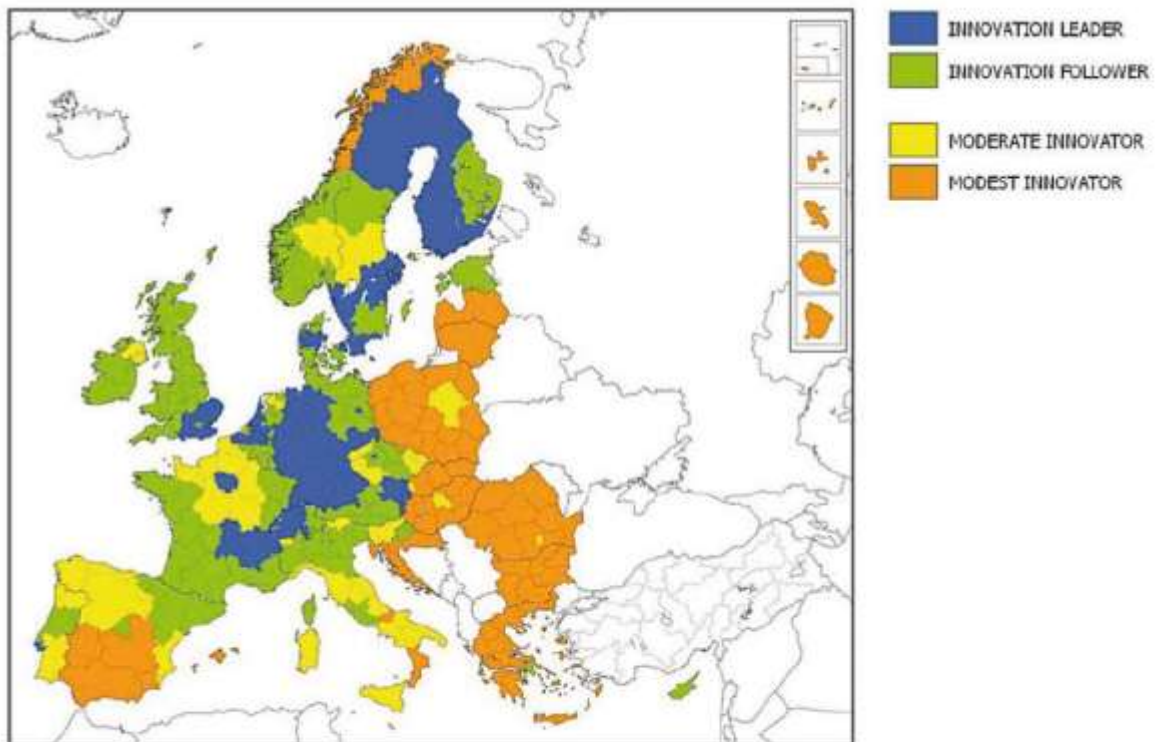 INNOVATION LEADER
INNOVATION FOLLOWER
MODERATE INNOVATOR
MODEST INNOVATOR